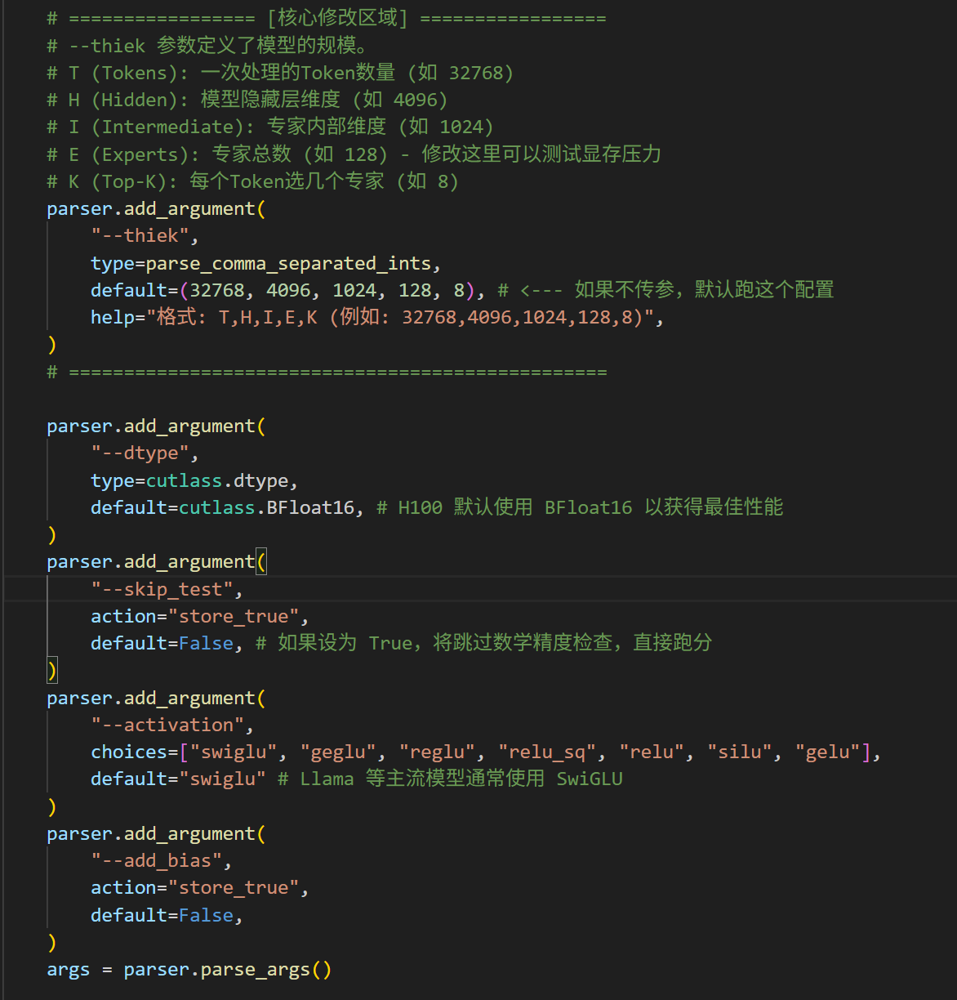 # ================= [核心修改区域] =================
# --thiek 参数定义了模型的规模。
# T (Tokens): 一次处理的Token数量 (如 32768)
# H (Hidden): 模型隐藏层维度 (如 4096)
# I (Intermediate): 专家内部维度 (如 1024)
# E (Experts): 专家总数 (如 128) - 修改这里可以测试显存压力
# K (Top-K): 每个Token选几个专家 (如 8)
parser.add_argument(
    "--thiek",
    type=parse_comma_separated_ints,
    default=(32768, 4096, 1024, 128, 8), # <--- 如果不传参，默认跑这个配置
    help="格式: T,H,I,E,K (例如: 32768,4096,1024,128,8)",
)
# =================================================

parser.add_argument(
    "--dtype",
    type=cutlass.dtype,
    default=cutlass.BFloat16, # H100 默认使用 BFloat16 以获得最佳性能
)
parser.add_argument(
    "--skip_test",
    action="store_true",
    default=False, # 如果设为 True，将跳过数学精度检查，直接跑分
)
parser.add_argument(
    "--activation",
    choices=["swiglu", "geglu", "reglu", "relu_sq", "relu", "silu", "gelu"],
    default="swiglu" # Llama 等主流模型通常使用 SwiGLU
)
parser.add_argument(
    "--add_bias",
    action="store_true",
    default=False,
)
args = parser.parse_args()